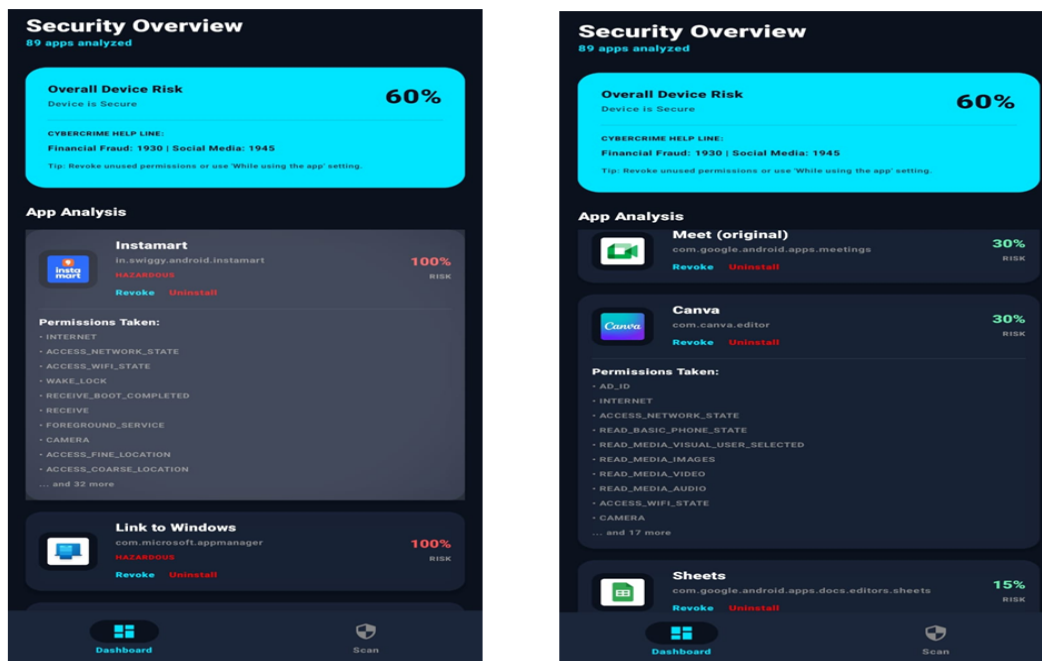 Security Overview
89 apps analyzed
Overall Device Risk
60%
Device is Secure
CYBERCRIME HELP LINE:
Financial Fraud: 1930 | Social Media: 1945
Tip: Revoke unused permissions or use 'While using the app' setting.
App Analysis
insta
mart
Instamart
in.swiggy.android.instamart
HAZARDOUS
Revoke Uninstall
100%
RISK
Permissions Taken:
• INTERNET
• ACCESS_NETWORK_STATE
• ACCESS_WIFI_STATE
• WAKE_LOCK
• RECEIVE_BOOT_COMPLETED
• RECEIVE
• FOREGROUND_SERVICE
• CAMERA
• ACCESS_FINE_LOCATION
• ACCESS_COARSE_LOCATION
... and 32 more
Link to Windows
com.microsoft.appmanager
HAZARDOUS
Revoke Uninstall
100%
RISK
Dashboard
Scan
Security Overview
89 apps analyzed
Overall Device Risk
60%
Device is Secure
CYBERCRIME HELP LINE:
Financial Fraud: 1930 | Social Media: 1945
Tip: Revoke unused permissions or use 'While using the app' setting.
App Analysis
Meet (original)
com.google.android.apps.meetings
Revoke Uninstall
30%
RISK
Canva
Canva
com.canva.editor
Revoke Uninstall
30%
RISK
Permissions Taken:
• AD_ID
• INTERNET
• ACCESS_NETWORK_STATE
• READ_BASIC_PHONE_STATE
• READ_MEDIA_VISUAL_USER_SELECTED
• READ_MEDIA_IMAGES
• READ_MEDIA_VIDEO
• READ_MEDIA_AUDIO
• ACCESS_WIFI_STATE
• CAMERA
... and 17 more
Sheets
com.google.android.apps.docs.editors.sheets
Revoke Uninstall
15%
RISK
Dashboard
Scan